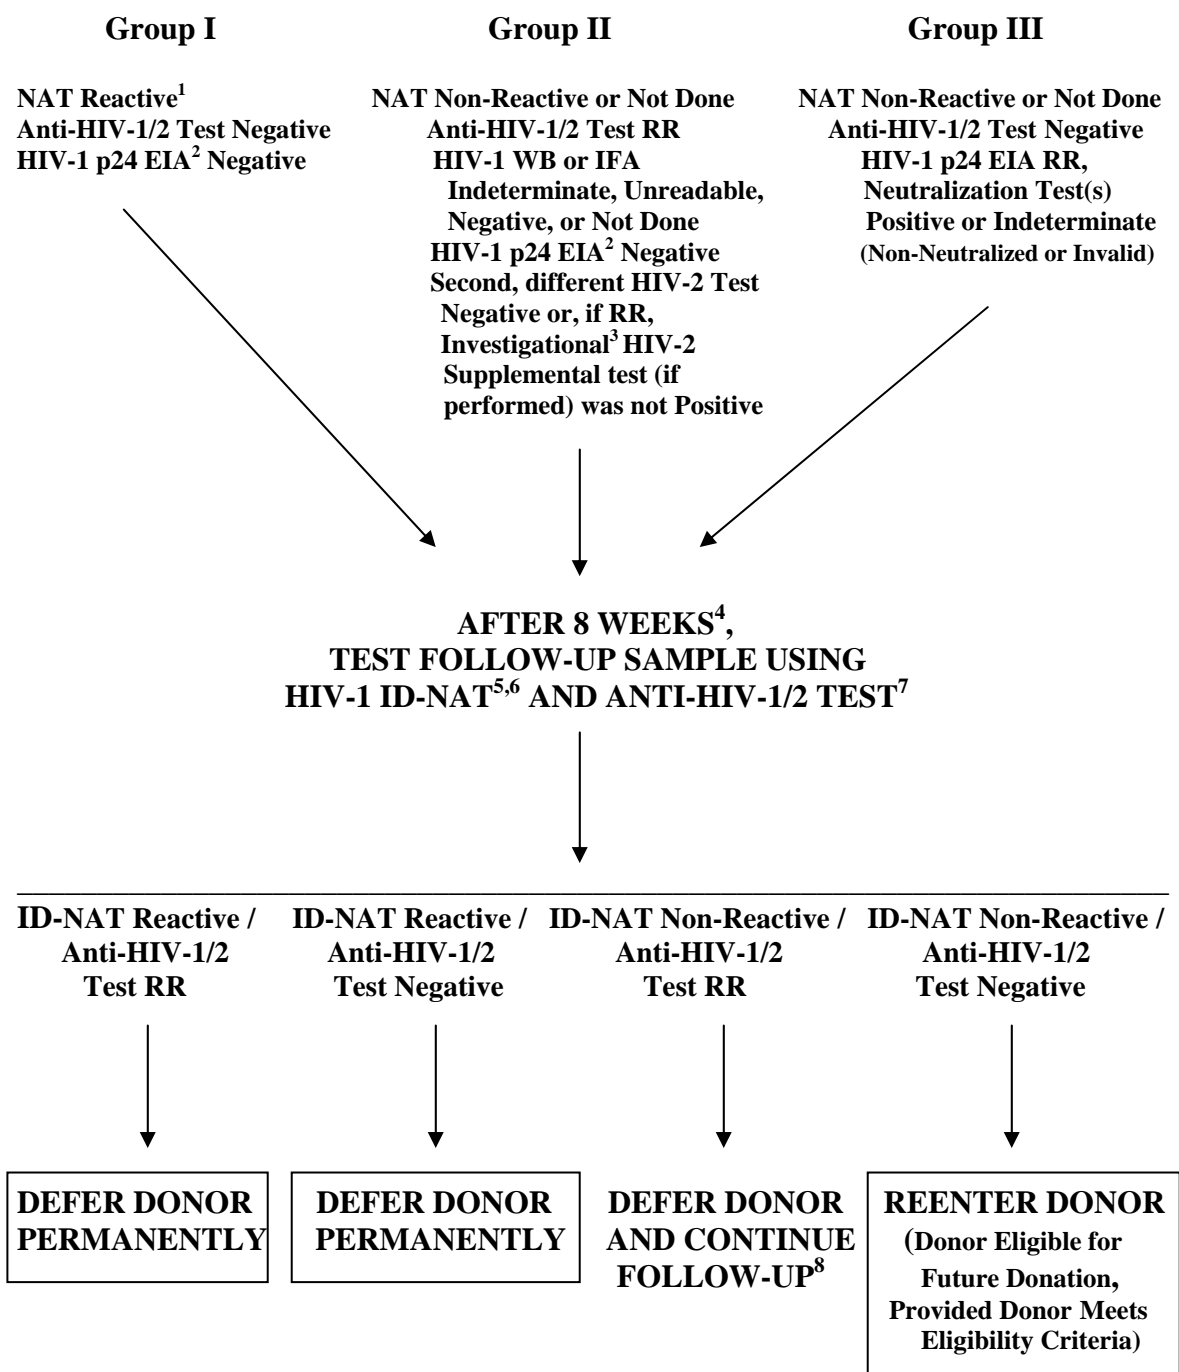 Group I
NAT Reactive1
Anti-HIV-1/2 Test Negative
HIV-1 p24 EIA2 Negative
Group II
NAT Non-Reactive or Not Done
Anti-HIV-1/2 Test RR
HIV-1 WB or IFA
Indeterminate, Unreadable,
Negative, or Not Done
HIV-1 p24 EIA2 Negative
Second, different HIV-2 Test
Negative or, if RR,
Investigational3 HIV-2
Supplemental test (if
performed) was not Positive
Group III
NAT Non-Reactive or Not Done
Anti-HIV-1/2 Test Negative
HIV-1 p24 EIA RR,
Neutralization Test(s)
Positive or Indeterminate
(Non-Neutralized or Invalid)
AFTER 8 WEEKS4,
TEST FOLLOW-UP SAMPLE USING
HIV-1 ID-NAT5,6 AND ANTI-HIV-1/2 TEST7
ID-NAT Reactive /
Anti-HIV-1/2
Test RR
ID-NAT Reactive /
Anti-HIV-1/2
Test Negative
ID-NAT Non-Reactive /
Anti-HIV-1/2
Test RR
ID-NAT Non-Reactive /
Anti-HIV-1/2
Test Negative
DEFER DONOR
PERMANENTLY
DEFER DONOR
PERMANENTLY
DEFER DONOR
AND CONTINUE
FOLLOW-UP8
REENTER DONOR
(Donor Eligible for
Future Donation,
Provided Donor Meets
Eligibility Criteria)